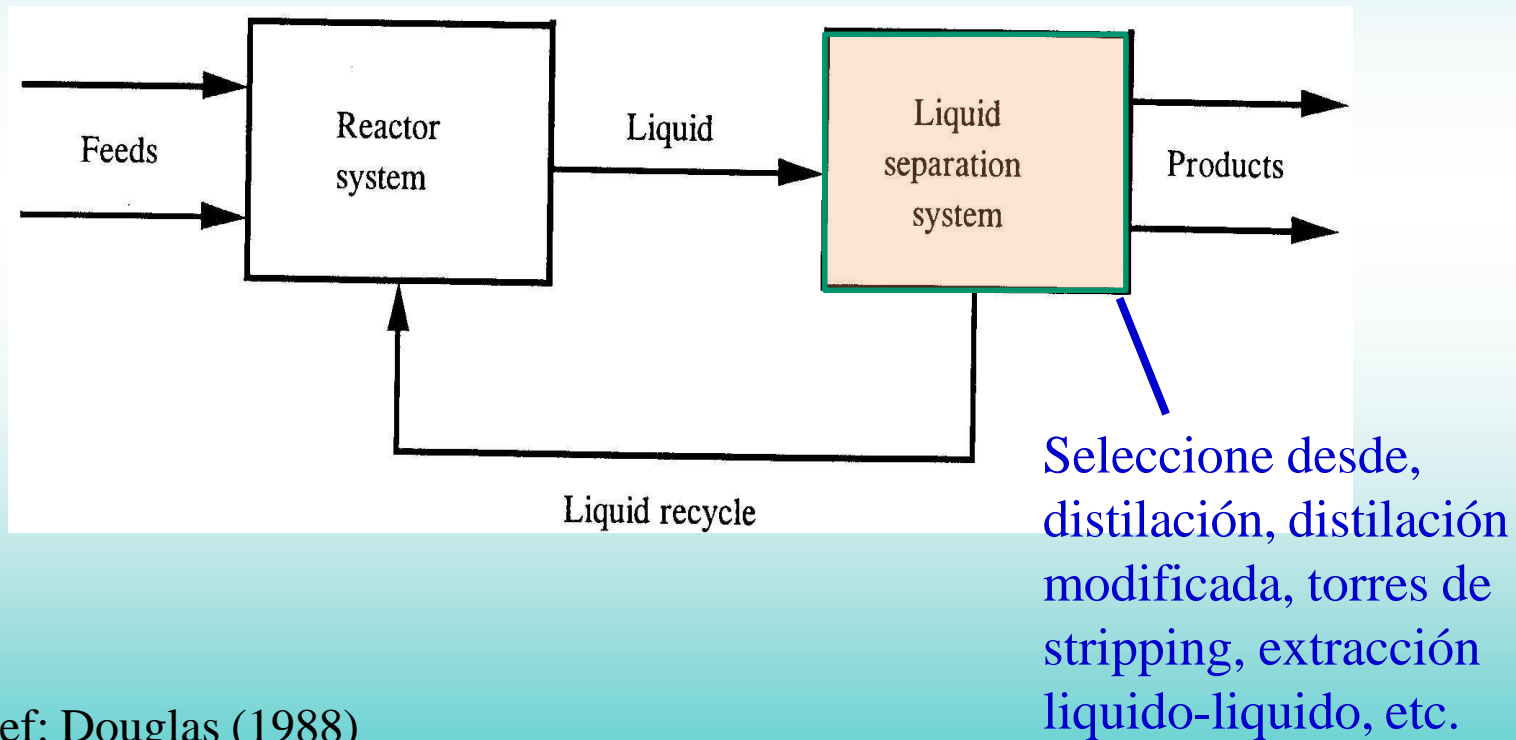 Feeds
Reactor
system
Liquid
Liquid
separation
system
Products
Liquid recycle
Seleccione desde,
distilación, distilación
modificada, torres de
stripping, extracción
liquido-liquido, etc.
ef: Douglas (1988)